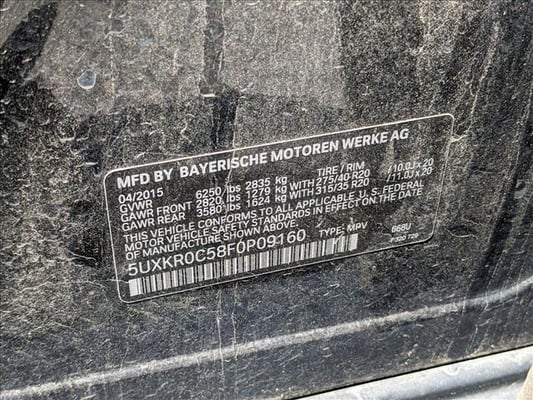 MFD BY BAYERISCHE MOTOREN WERKE AG
04/2015 TIRE / RIM
GVWR 6250 lbs 2835 kg
GAWR FRONT 2820 lbs 1279 kg WITH 275/40 R20 /10.0J x 20
GAWR REAR 3580 lbs 1624 kg WITH 315/35 R20 /11.0J x 20
THIS VEHICLE CONFORMS TO ALL APPLICABLE U.S. FEDERAL
MOTOR VEHICLE SAFETY STANDARDS IN EFFECT ON THE DATE
OF MANUFACTURE SHOWN ABOVE.
5UXKR0C58F0P09160 TYPE: MPV 668U